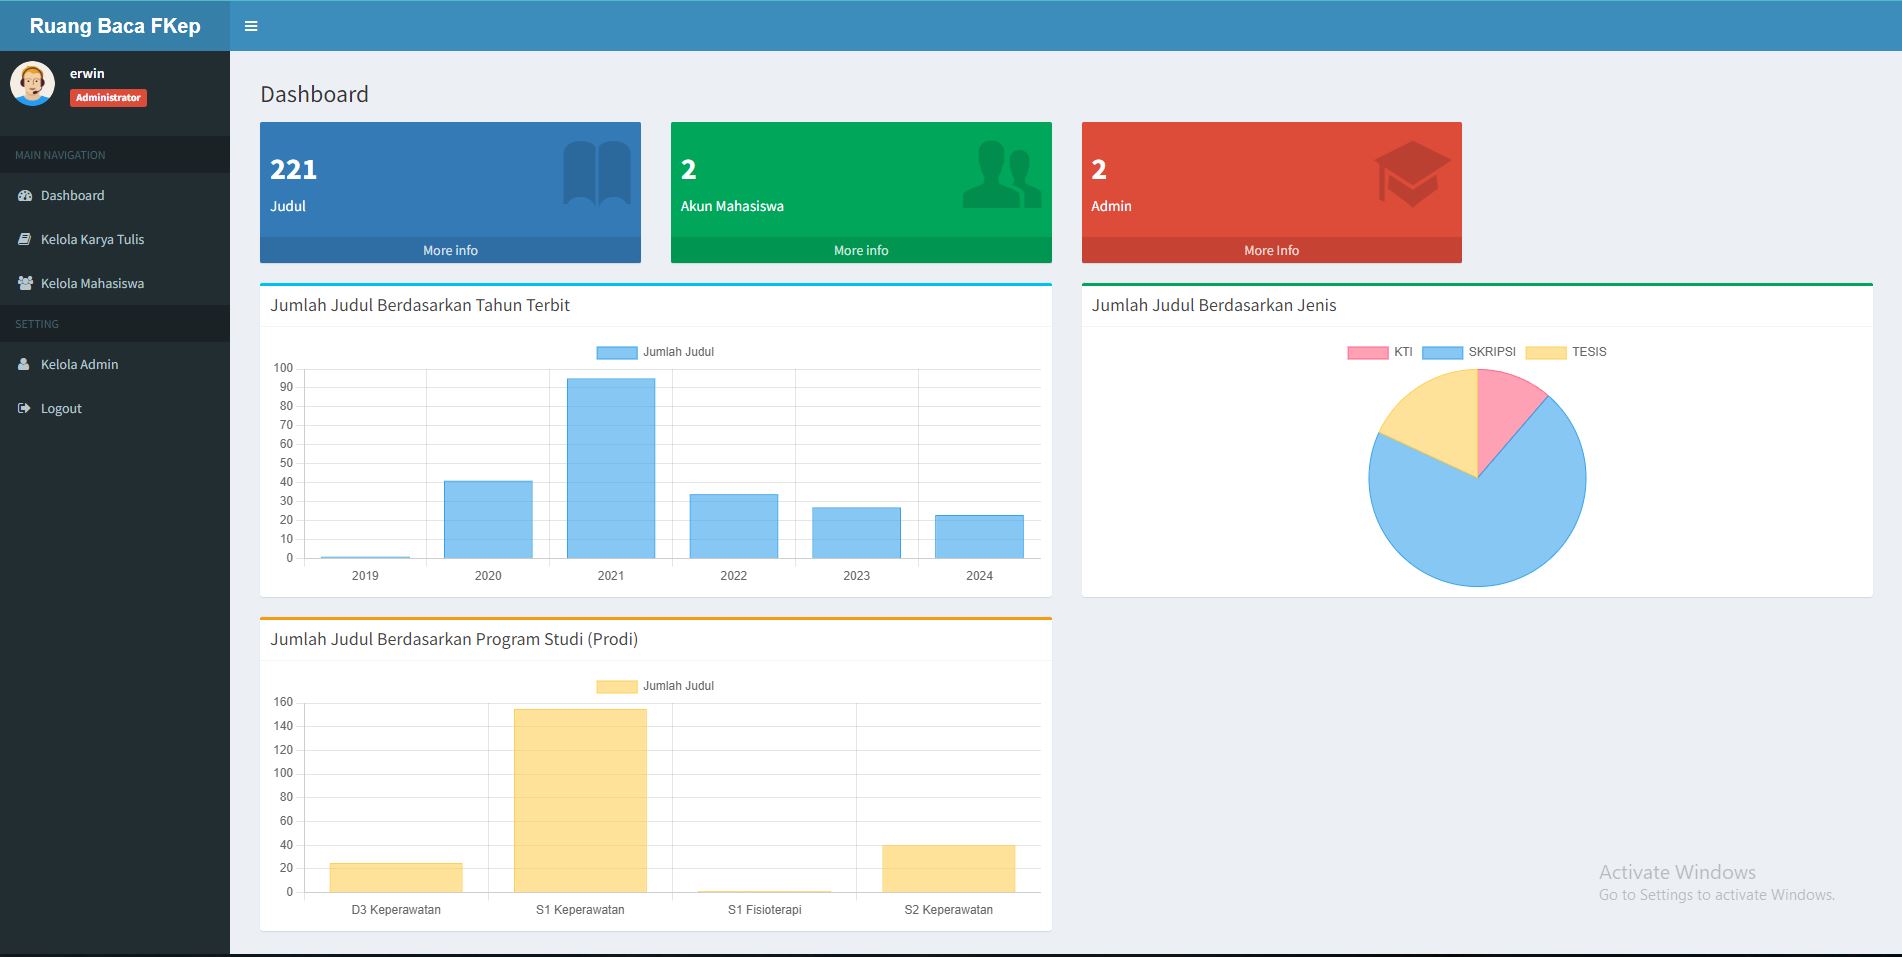 Ruang Baca FKep
erwin
Administrator
MAIN NAVIGATION
Dashboard
Kelola Karya Tulis
Kelola Mahasiswa
SETTING
Kelola Admin
Logout
Dashboard
221
Judul
More info
2
Akun Mahasiswa
More info
2
Admin
More Info
Jumlah Judul Berdasarkan Tahun Terbit
Jumlah Judul
100
90
80
70
60
50
40
30
20
10
0
2019 2020 2021 2022 2023 2024
Jumlah Judul Berdasarkan Jenis
KTI SKRIPSI TESIS
Jumlah Judul Berdasarkan Program Studi (Prodi)
Jumlah Judul
160
140
120
100
80
60
40
20
0
D3 Keperawatan S1 Keperawatan S1 Fisioterapi S2 Keperawatan
Activate Windows
Go to Settings to activate Windows.